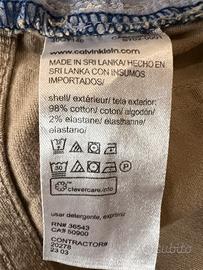 www.calvinklein.com
MADE IN SRI LANKA/ HECHO EN
SRI LANKA CON INSUMOS
IMPORTADOS/
shell/ extérieur/ tela exterior:
98% cotton/ coton/ algodón
2% elastane/ élasthanne/
elastano/
clevercare.info
usar detergente, exprimir
RN# 36543
CA# 50900
CONTRACTOR#
20278
23 03
subito